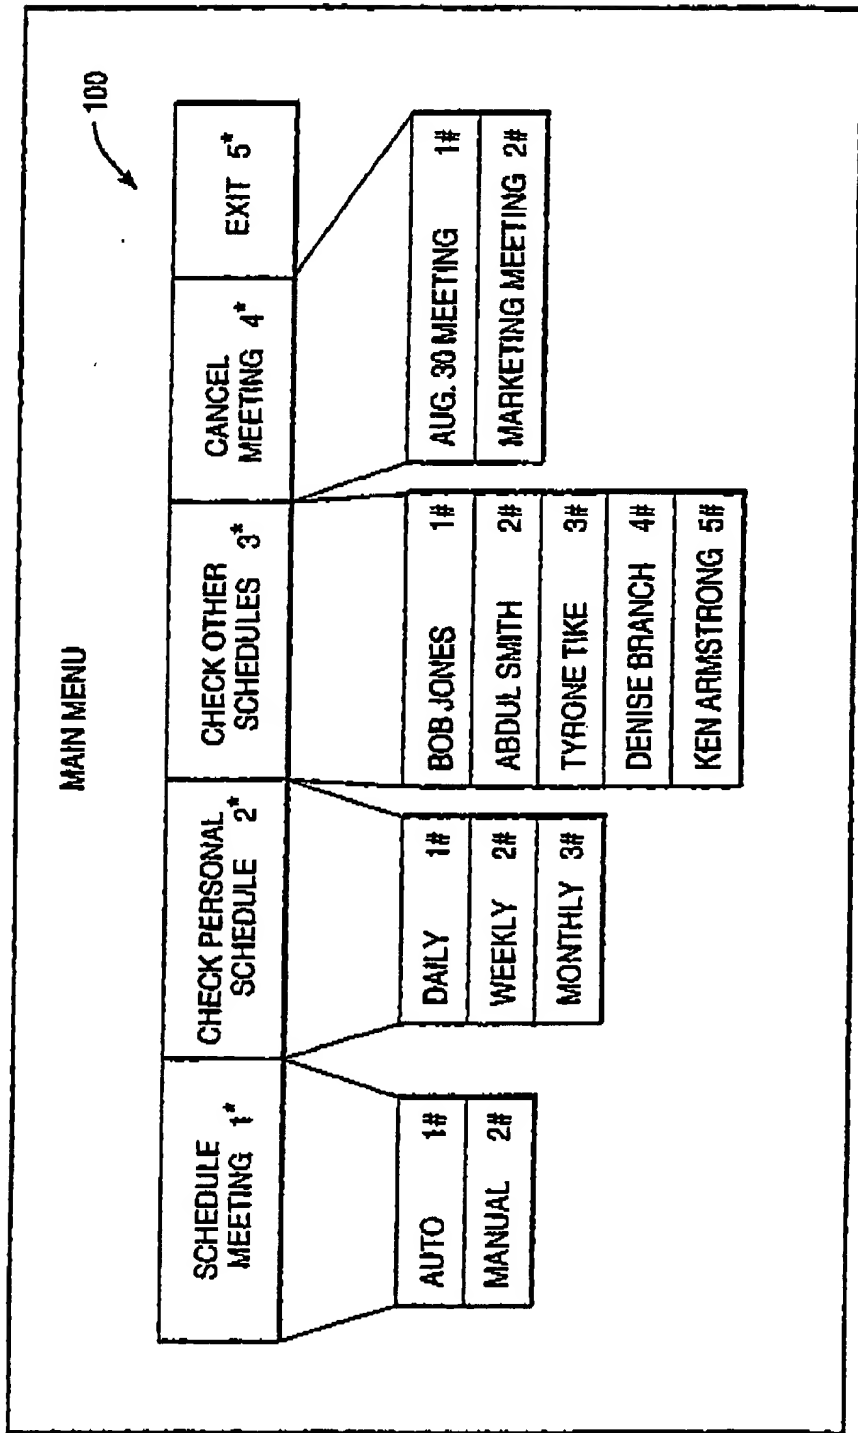 MAIN MENU
100
SCHEDULE
MEETING 1*
CHECK PERSONAL
SCHEDULE 2*
CHECK OTHER
SCHEDULES 3*
CANCEL
MEETING 4*
EXIT 5*
AUTO 1#
MANUAL 2#
DAILY 1#
WEEKLY 2#
MONTHLY 3#
BOB JONES 1#
ABDUL SMITH 2#
TYRONE TIKE 3#
DENISE BRANCH 4#
KEN ARMSTRONG 5#
AUG. 30 MEETING 1#
MARKETING MEETING 2#